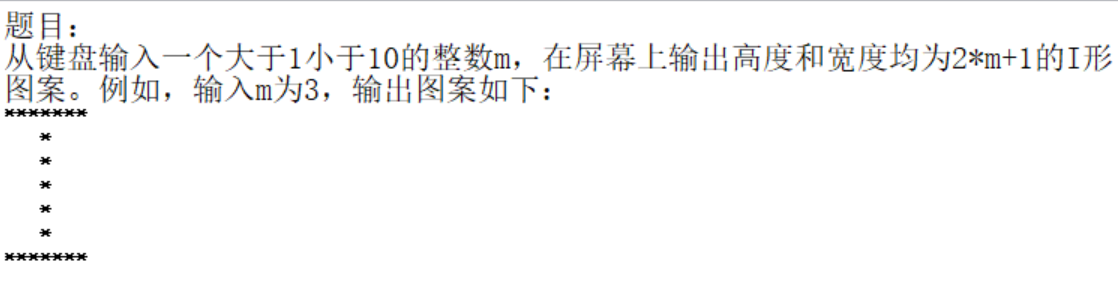 题目：
从键盘输入一个大于1小于10的整数m，在屏幕上输出高度和宽度均为2*m+1的I形
图案。例如，输入m为3，输出图案如下：
*******
   *
   *
   *
   *
   *
*******